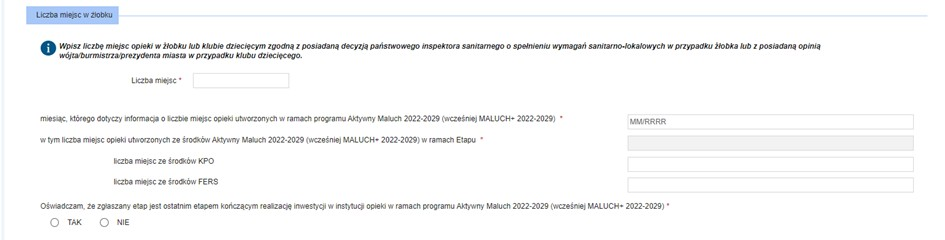 Liczba miejsc w żłobku
Wpisz liczbę miejsc opieki w żłobku lub klubie dziecięcym zgodną z posiadaną decyzją państwowego inspektora sanitarnego o spełnieniu wymagań sanitarno-lokalowych w przypadku żłobka lub z posiadaną opinią
wójta/burmistrza/prezydenta miasta w przypadku klubu dziecięcego.
Liczba miejsc *
miesiąc, którego dotyczy informacja o liczbie miejsc opieki utworzonych w ramach programu Aktywny Maluch 2022-2029 (wcześniej MALUCH+ 2022-2029) *
MM/RRRR
w tym liczba miejsc opieki utworzonych ze środków Aktywny Maluch 2022-2029 (wcześniej MALUCH+ 2022-2029) w ramach Etapu *
liczba miejsc ze środków KPO
liczba miejsc ze środków FERS
Oświadczam, że zgłaszany etap jest ostatnim etapem kończącym realizację inwestycji w instytucji opieki w ramach programu Aktywny Maluch 2022-2029 (wcześniej MALUCH+ 2022-2029) *
TAK NIE